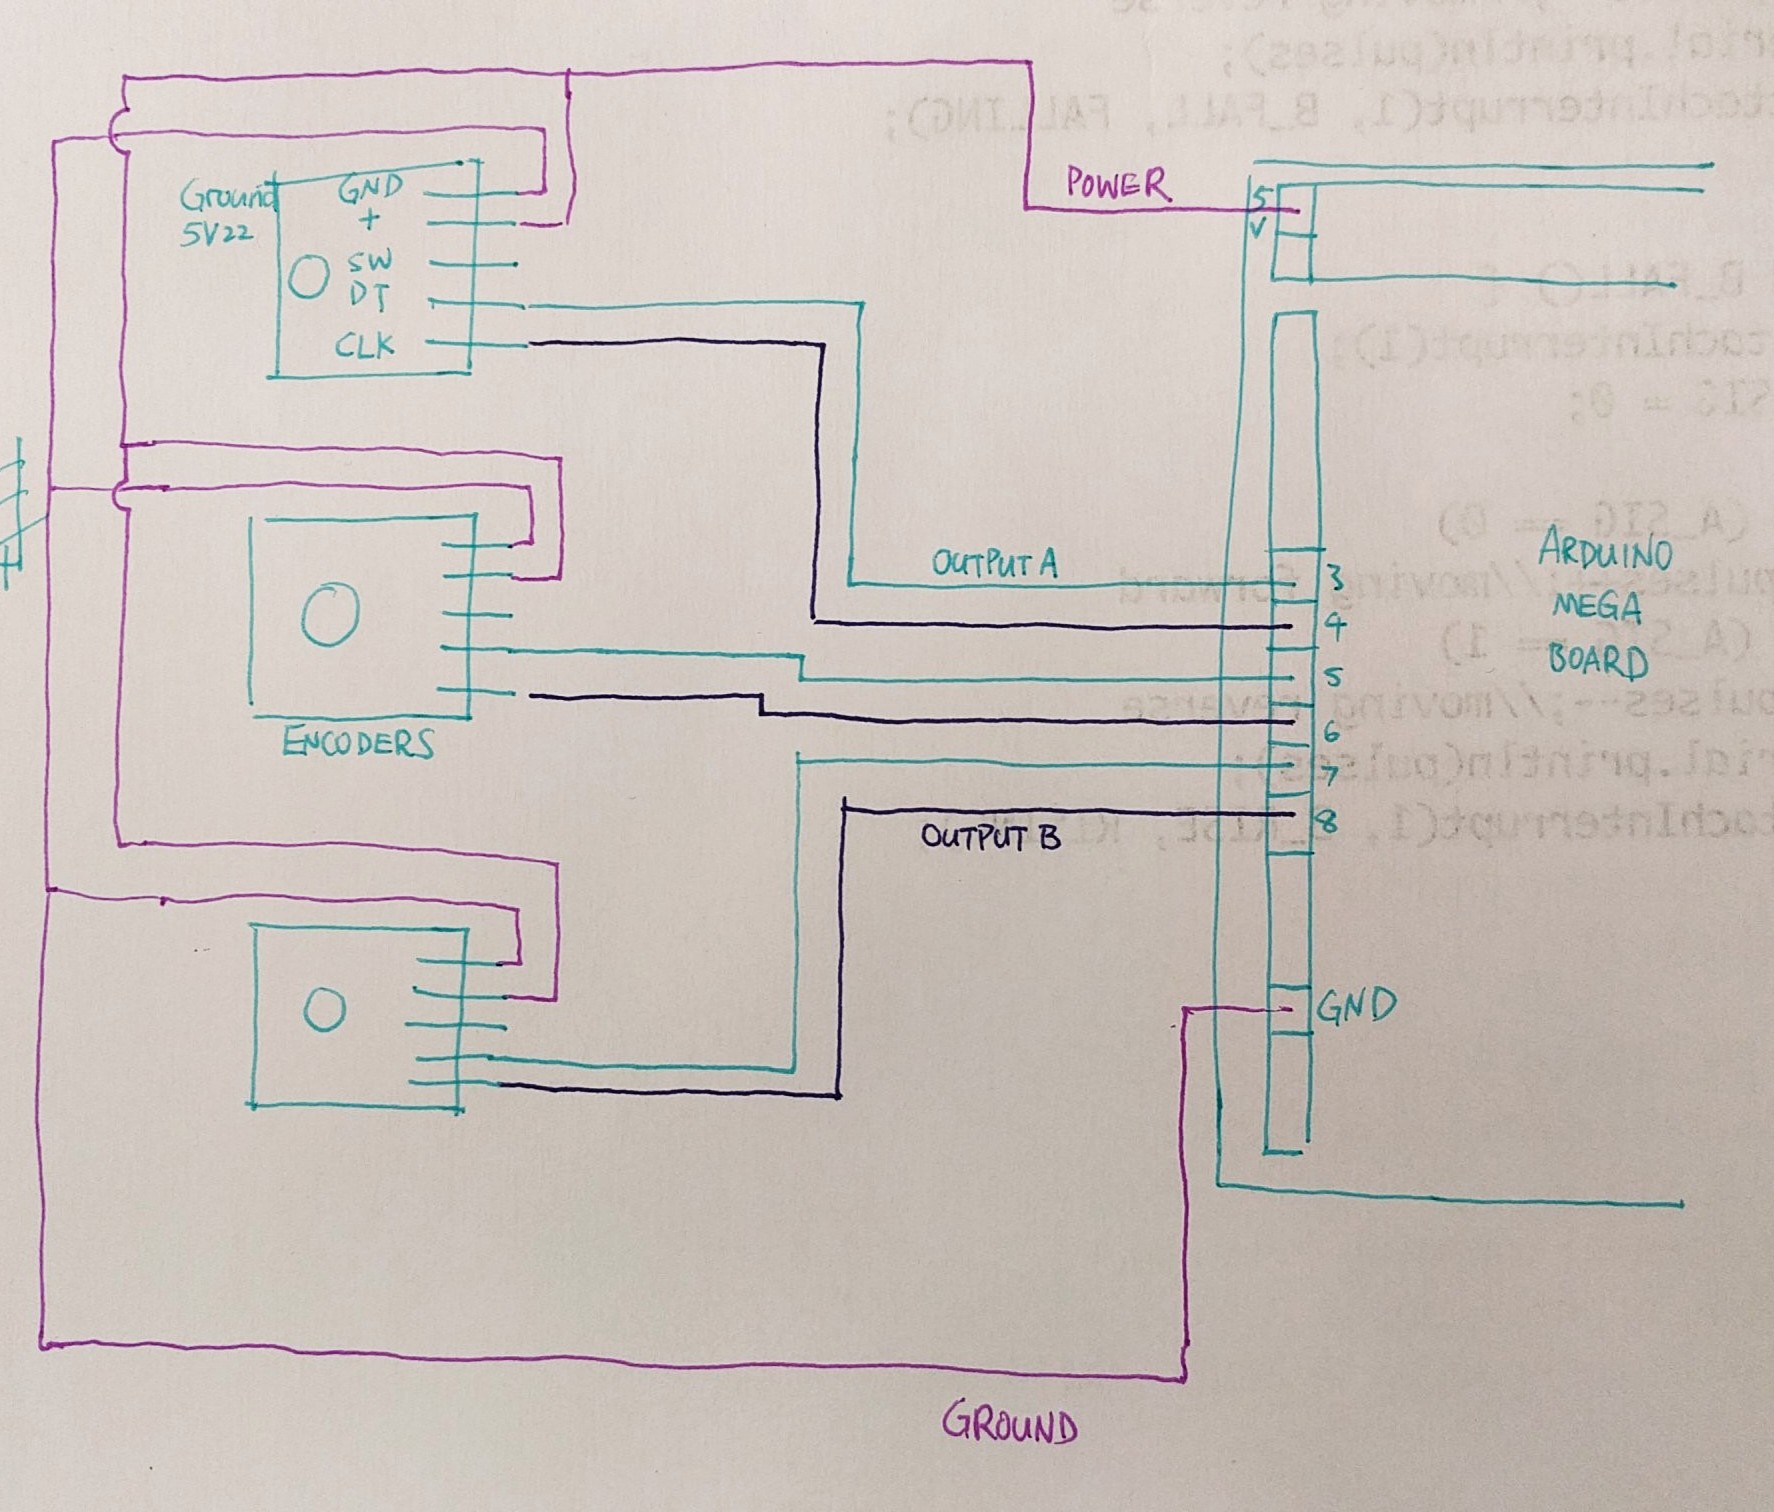 POWER
5
V
Ground
5V22
GND
+
SW
DT
CLK
OUTPUT A
3
4
5
6
7
8
ARDUINO
MEGA
BOARD
ENCODERS
OUTPUT B
GND
GROUND